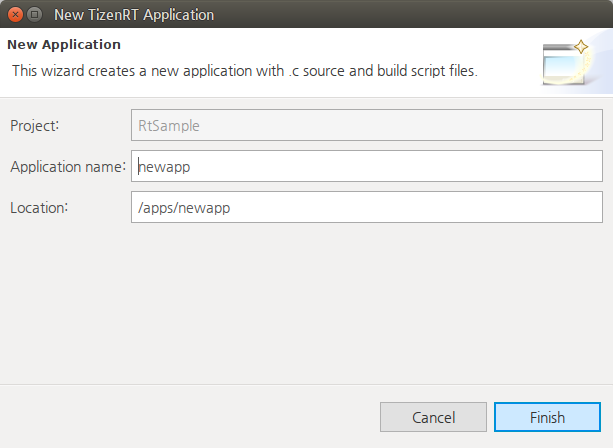 New TizenRT Application
New Application
This wizard creates a new application with .c source and build script files.
Project: RtSample
Application name: newapp
Location: /apps/newapp
Cancel Finish